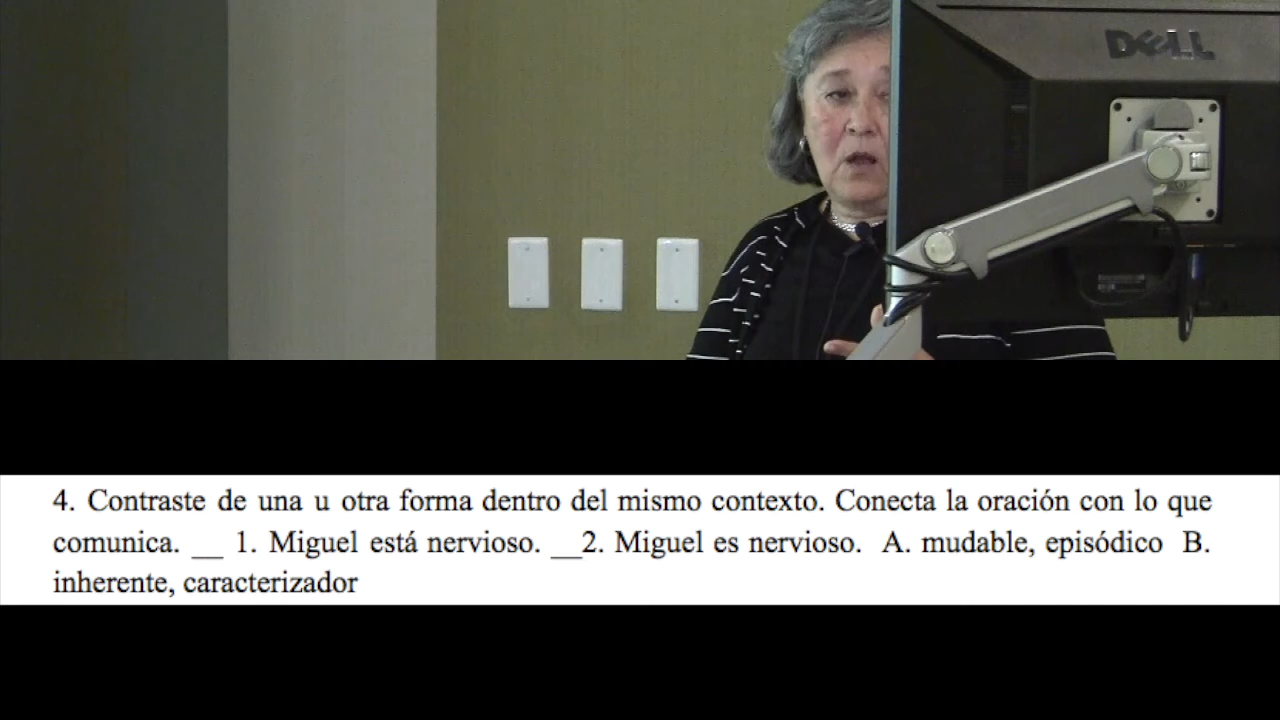 DELL
4. Contraste de una u otra forma dentro del mismo contexto. Conecta la oración con lo que
comunica. __ 1. Miguel está nervioso. __2. Miguel es nervioso. A. mudable, episódico B.
inherente, caracterizador